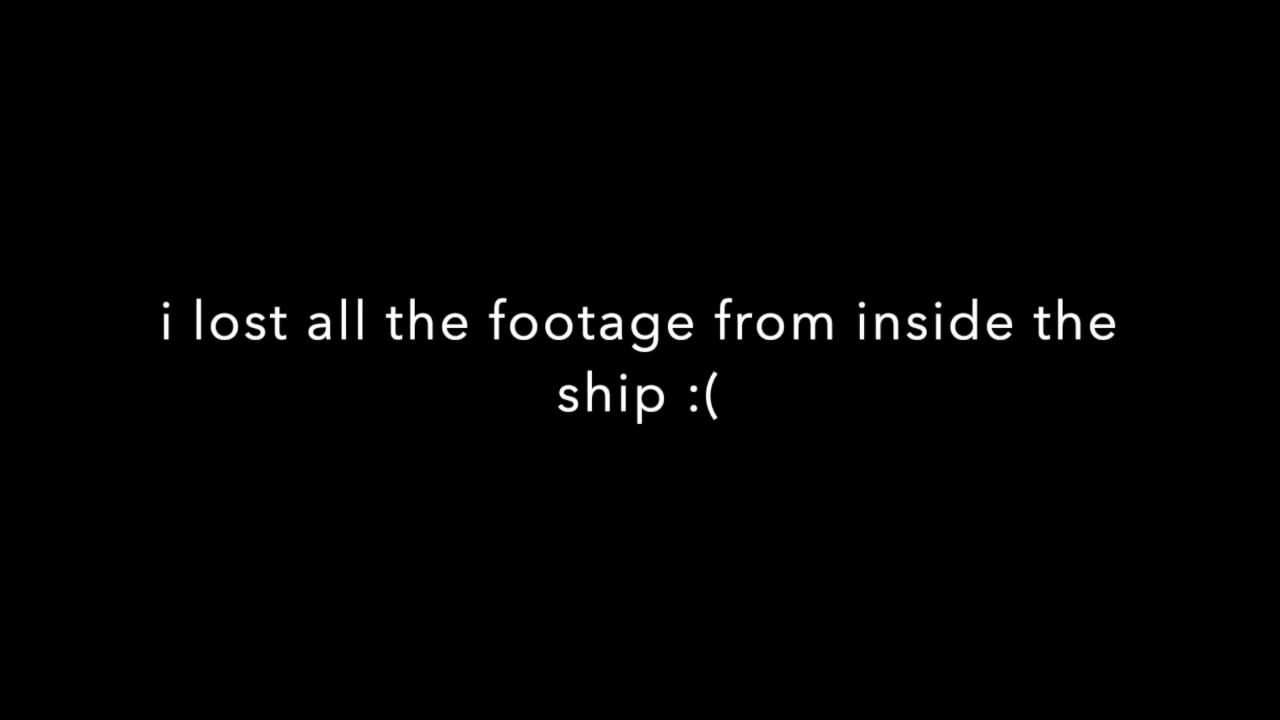 i lost all the footage from inside the
ship :(